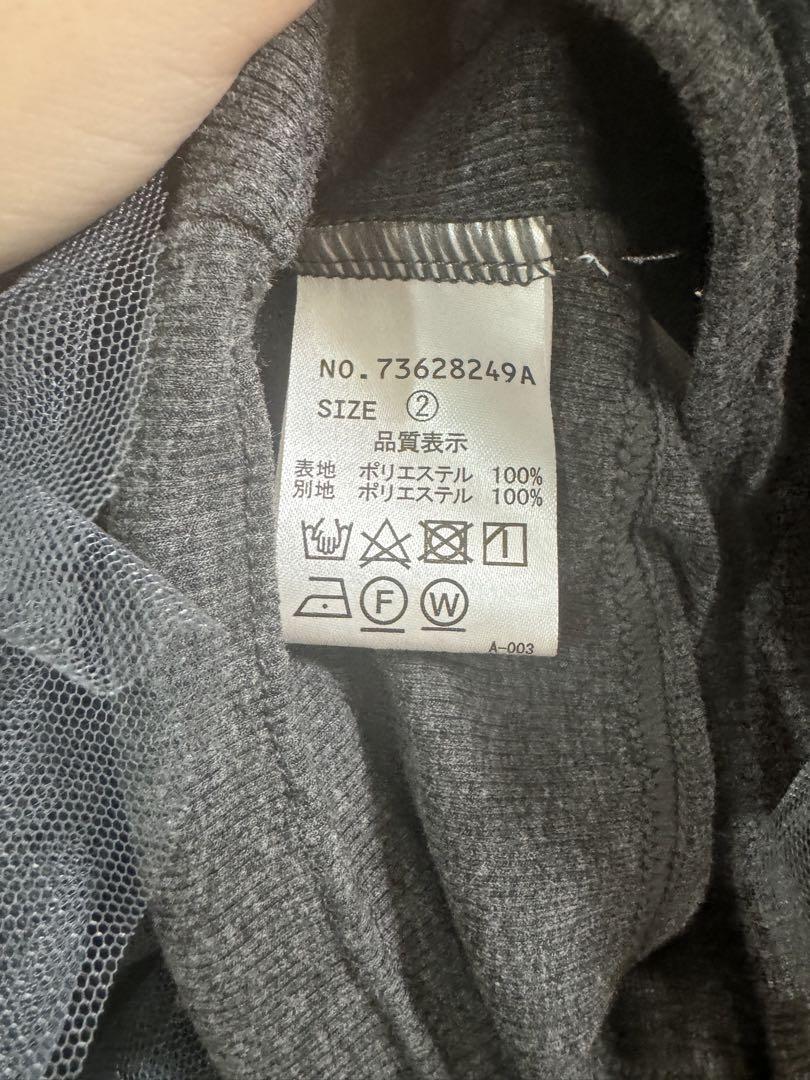 NO.73628249A
SIZE ②
品質表示
表地 ポリエステル 100%
別地 ポリエステル 100%
F W
A-003